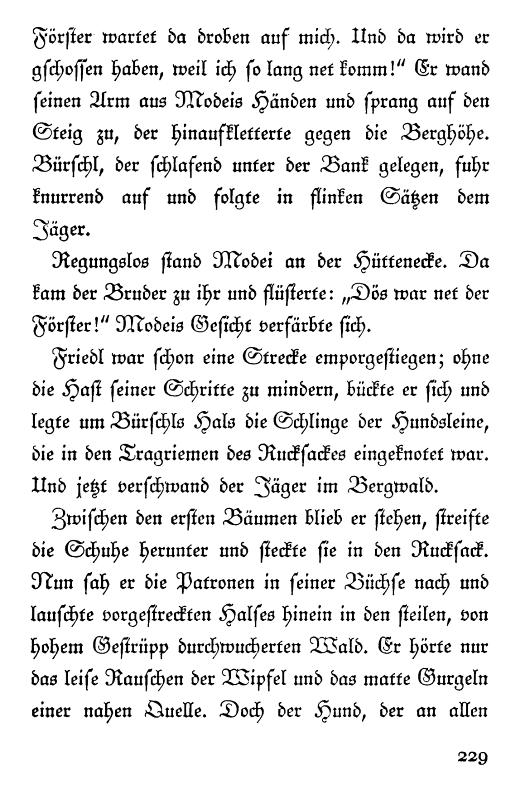 Förster wartet da droben auf mich. Und da wird er
gschossen haben, weil ich so lang net komm!“ Er wand
seinen Arm aus Modeis Händen und sprang auf den
Steig zu, der hinaufkletterte gegen die Berghöhe.
Bürschl, der schlafend unter der Bank gelegen, fuhr
knurrend auf und folgte in flinken Sätzen dem
Jäger.
Regungslos stand Modei an der Hüttenecke. Da
kam der Bruder zu ihr und flüsterte: „Dös war net der
Förster!“ Modeis Gesicht verfärbte sich.
Friedl war schon eine Strecke emporgestiegen; ohne
die Hast seiner Schritte zu mindern, bückte er sich und
legte um Bürschls Hals die Schlinge der Hundsleine,
die in den Tragriemen des Rucksackes eingeknotet war.
Und jetzt verschwand der Jäger im Bergwald.
Zwischen den ersten Bäumen blieb er stehen, streifte
die Schuhe herunter und steckte sie in den Rucksack.
Nun sah er die Patronen in seiner Büchse nach und
lauschte vorgestreckten Halses hinein in den steilen, von
hohem Gestrüpp durchwucherten Wald. Er hörte nur
das leise Rauschen der Wipfel und das matte Gurgeln
einer nahen Quelle. Doch der Hund, der an allen
229